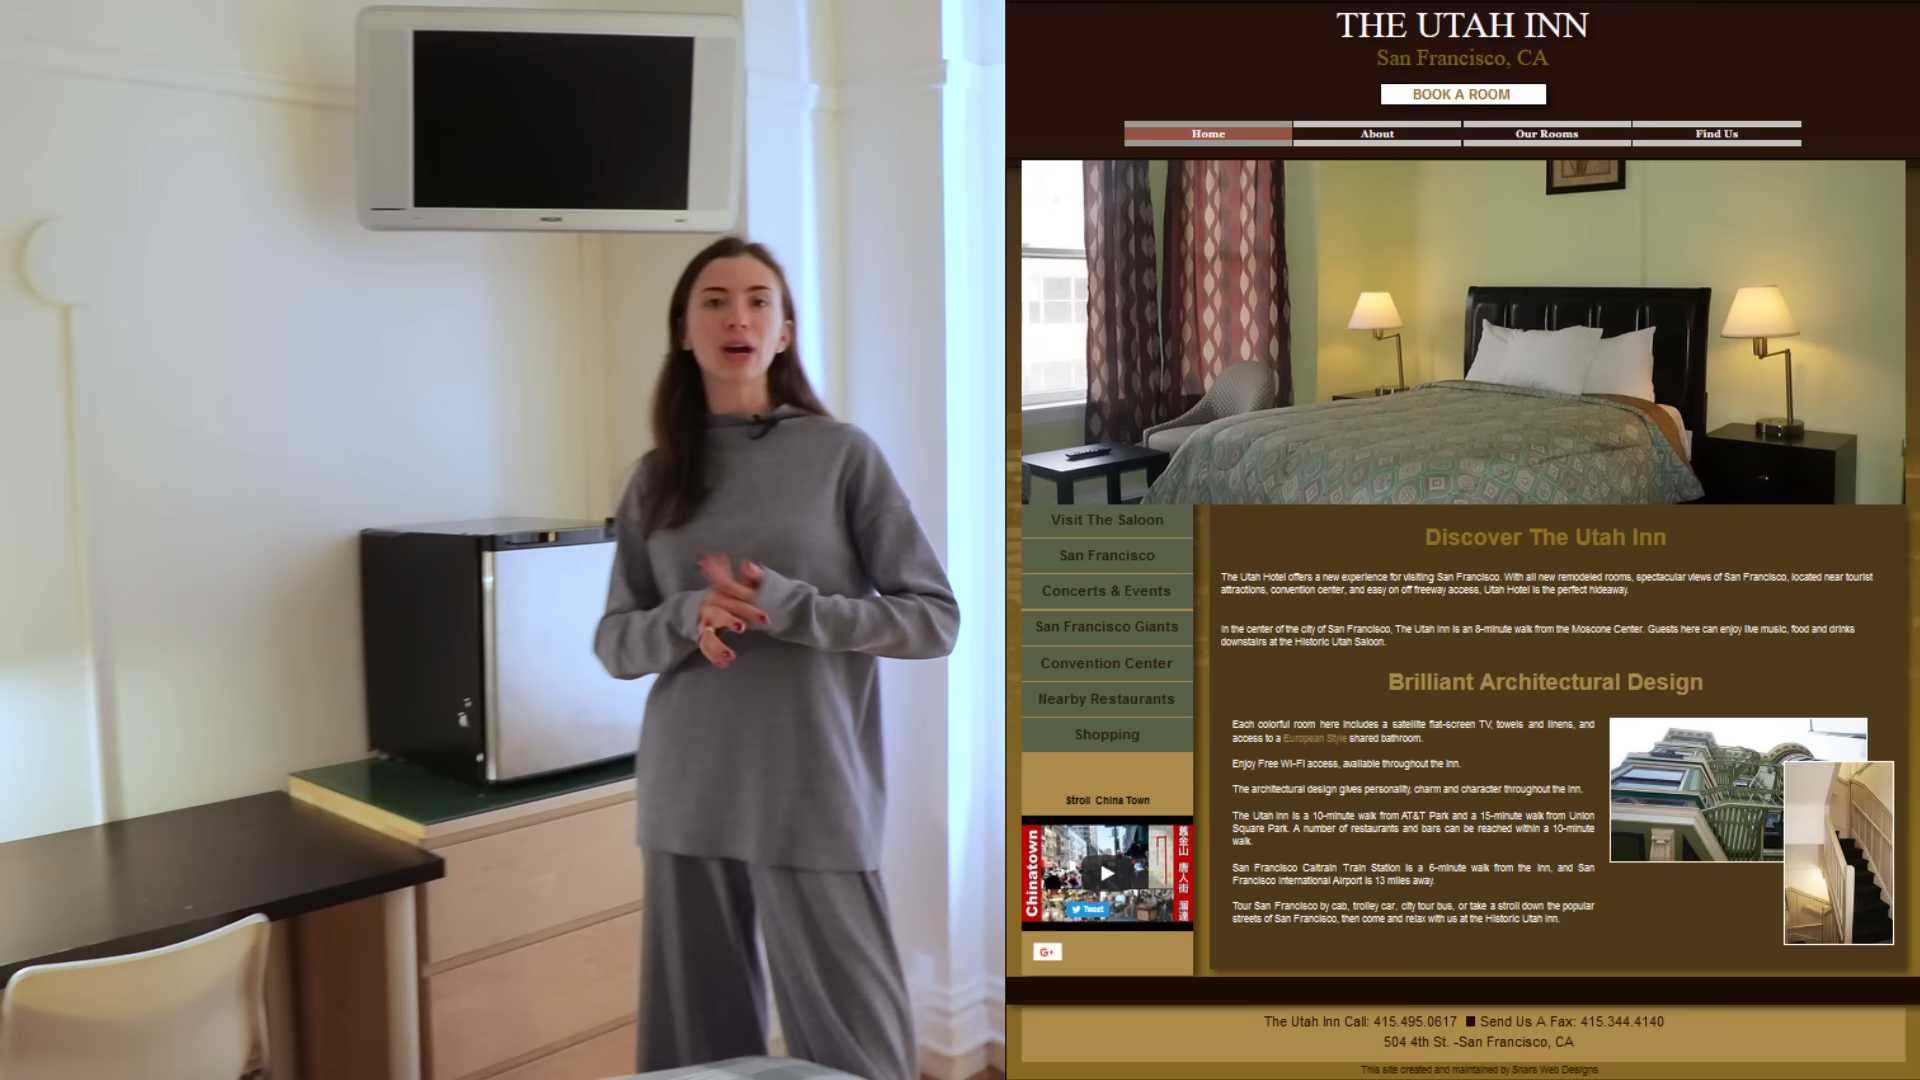 THE UTAH INN
San Francisco, CA
BOOK A ROOM
Home
About
Our Rooms
Find Us
Visit The Saloon
San Francisco
Concerts & Events
San Francisco Giants
Convention Center
Nearby Restaurants
Shopping
Stroll China Town
Chinatown
舊金山 唐人街 溜達
Tweet
G+
Discover The Utah Inn
The Utah Hotel offers a new experience for visiting San Francisco. With all new remodeled rooms, spectacular views of San Francisco, located near tourist
attractions, convention center, and easy on off freeway access, Utah Hotel is the perfect hideaway.
In the center of the city of San Francisco, The Utah Inn is an 8-minute walk from the Moscone Center. Guests here can enjoy live music, food and drinks
downstairs at the Historic Utah Saloon.
Brilliant Architectural Design
Each colorful room here includes a satellite flat-screen TV, towels and linens, and
access to a European Style shared bathroom.
Enjoy Free Wi-Fi access, available throughout the Inn.
The architectural design gives personality, charm and character throughout the Inn.
The Utah Inn is a 10-minute walk from AT&T Park and a 15-minute walk from Union
Square Park. A number of restaurants and bars can be reached within a 10-minute
walk.
San Francisco Caltrain Train Station is a 6-minute walk from the Inn, and San
Francisco International Airport is 13 miles away.
Tour San Francisco by cab, trolley car, city tour bus, or take a stroll down the popular
streets of San Francisco, then come and relax with us at the Historic Utah Inn.
The Utah Inn Call: 415.495.0617 ■ Send Us A Fax: 415.344.4140
504 4th St. -San Francisco, CA
This site created and maintained by Shars Web Designs